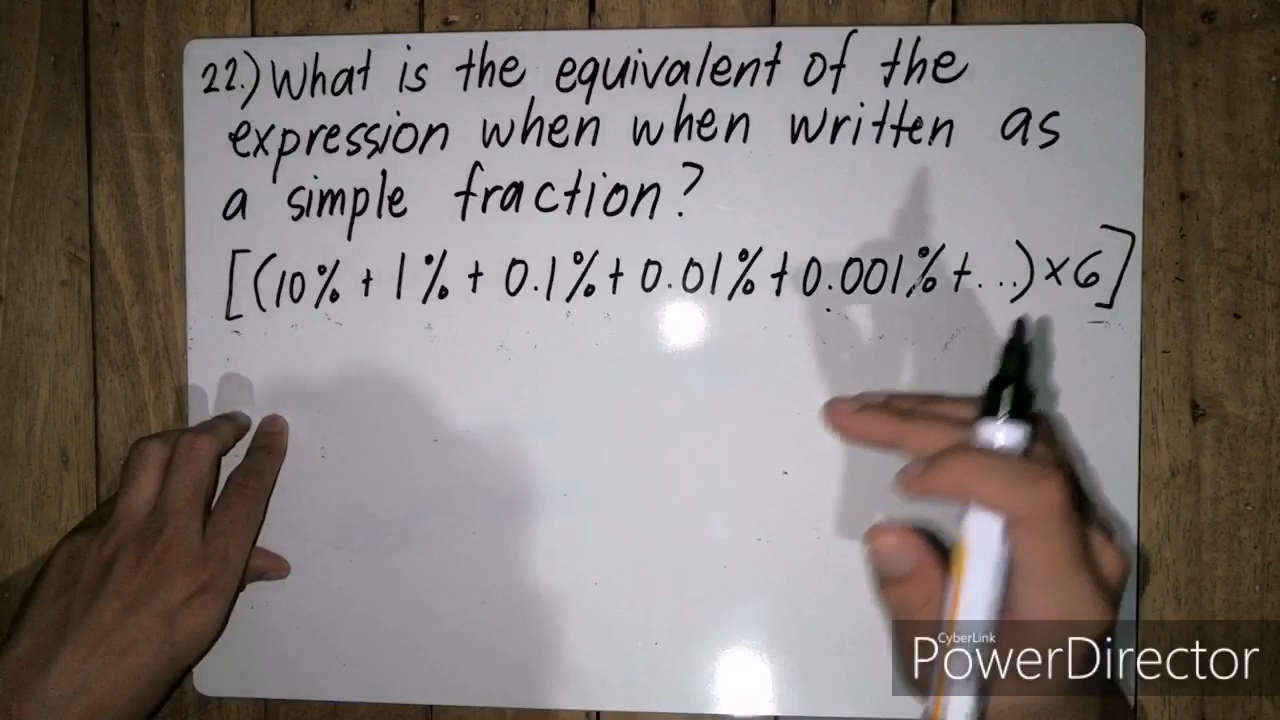 22.) What is the equivalent of the
expression when when written as
a simple fraction?
[(10% + 1% + 0.1% + 0.01% + 0.001% + ...) × 6]
CyberLink
PowerDirector